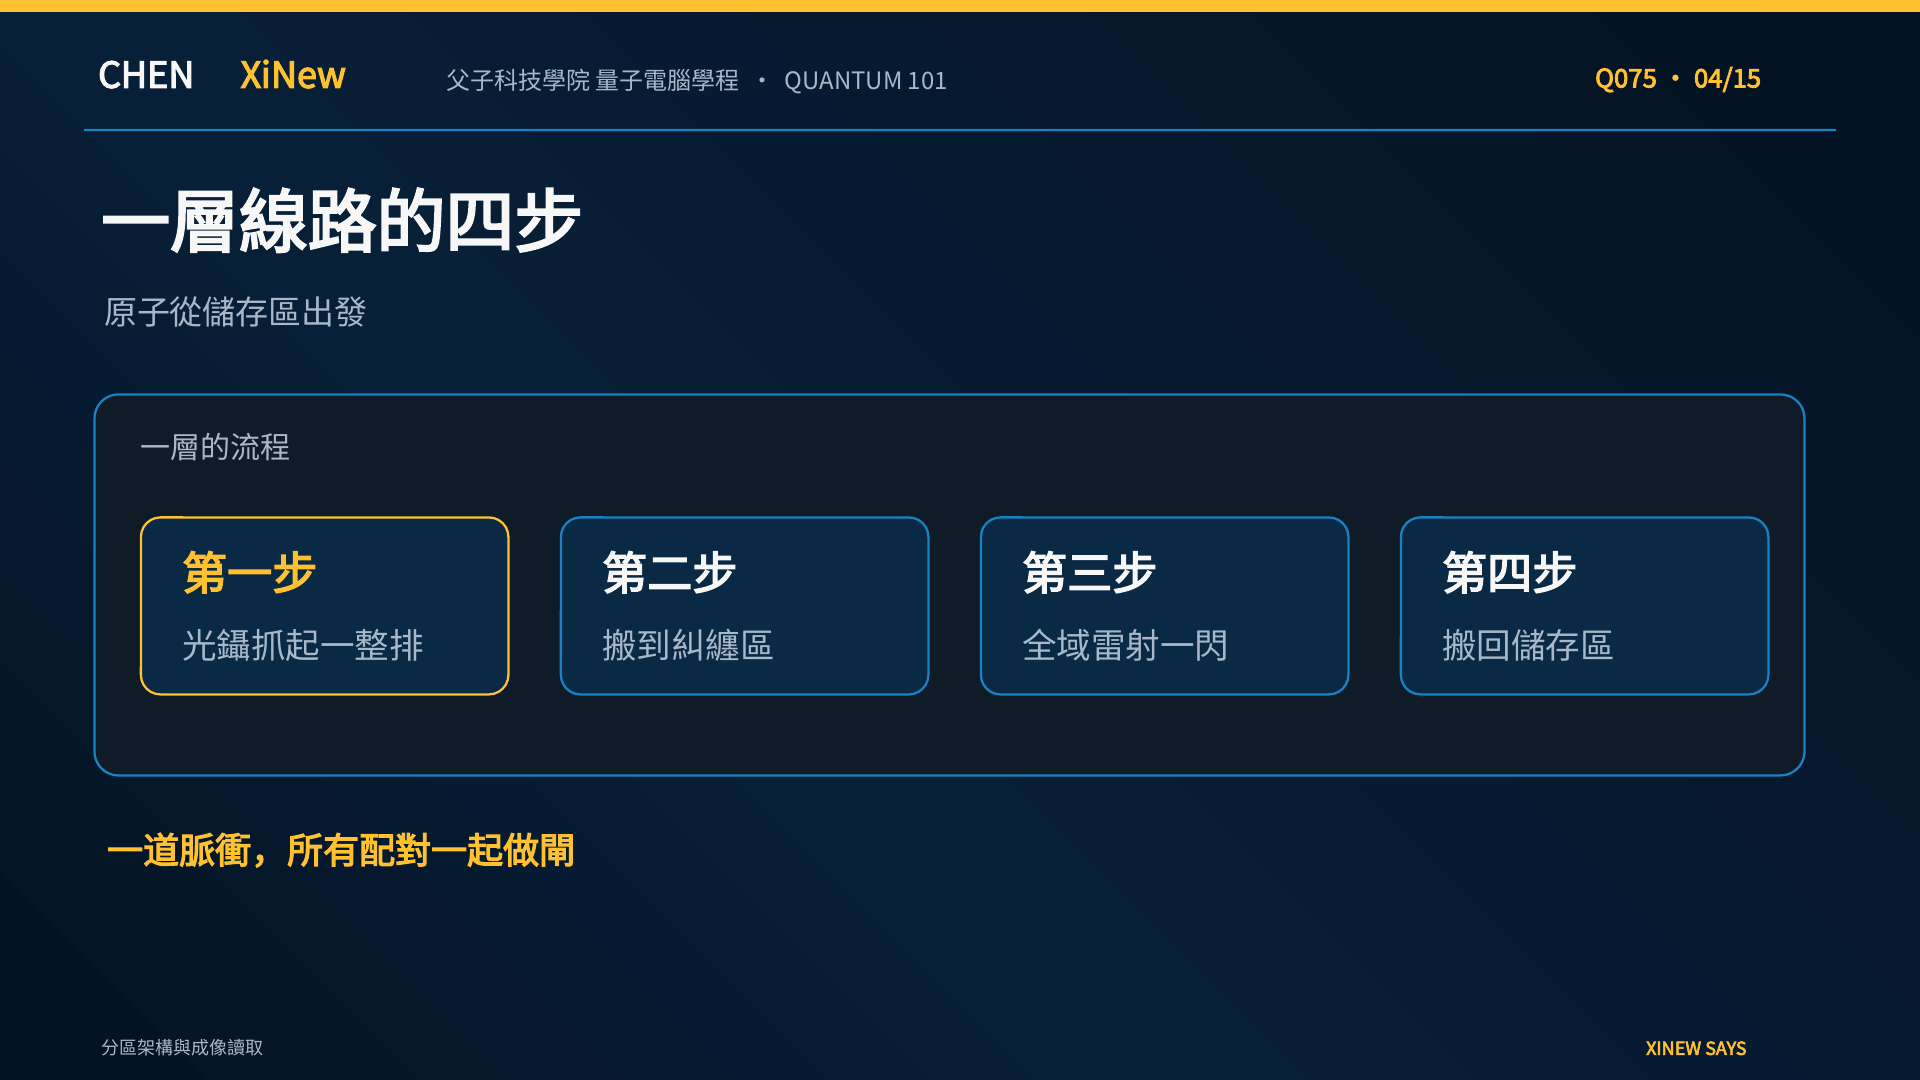 CHEN XiNew 父子科技學院 量子電腦學程 · QUANTUM 101 Q075 · 04/15
一層線路的四步
原子從儲存區出發
一層的流程
第一步
光鑷抓起一整排
第二步
搬到糾纏區
第三步
全域雷射一閃
第四步
搬回儲存區
一道脈衝，所有配對一起做閘
分區架構與成像讀取 XINEW SAYS